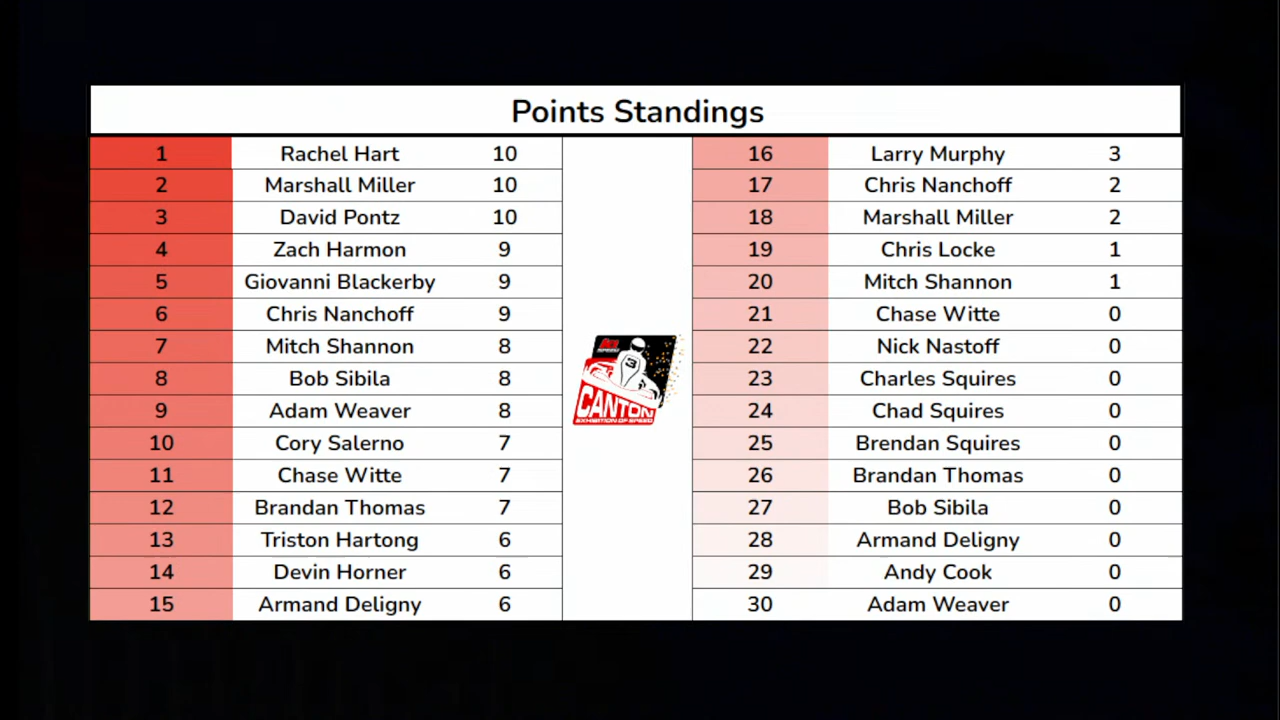 Points Standings
1 Rachel Hart 10
2 Marshall Miller 10
3 David Pontz 10
4 Zach Harmon 9
5 Giovanni Blackerby 9
6 Chris Nanchoff 9
7 Mitch Shannon 8
8 Bob Sibila 8
9 Adam Weaver 8
10 Cory Salerno 7
11 Chase Witte 7
12 Brandan Thomas 7
13 Triston Hartong 6
14 Devin Horner 6
15 Armand Deligny 6
3
CANTON
EXHIBITION OF SPEED
16 Larry Murphy 3
17 Chris Nanchoff 2
18 Marshall Miller 2
19 Chris Locke 1
20 Mitch Shannon 1
21 Chase Witte 0
22 Nick Nastoff 0
23 Charles Squires 0
24 Chad Squires 0
25 Brendan Squires 0
26 Brandan Thomas 0
27 Bob Sibila 0
28 Armand Deligny 0
29 Andy Cook 0
30 Adam Weaver 0